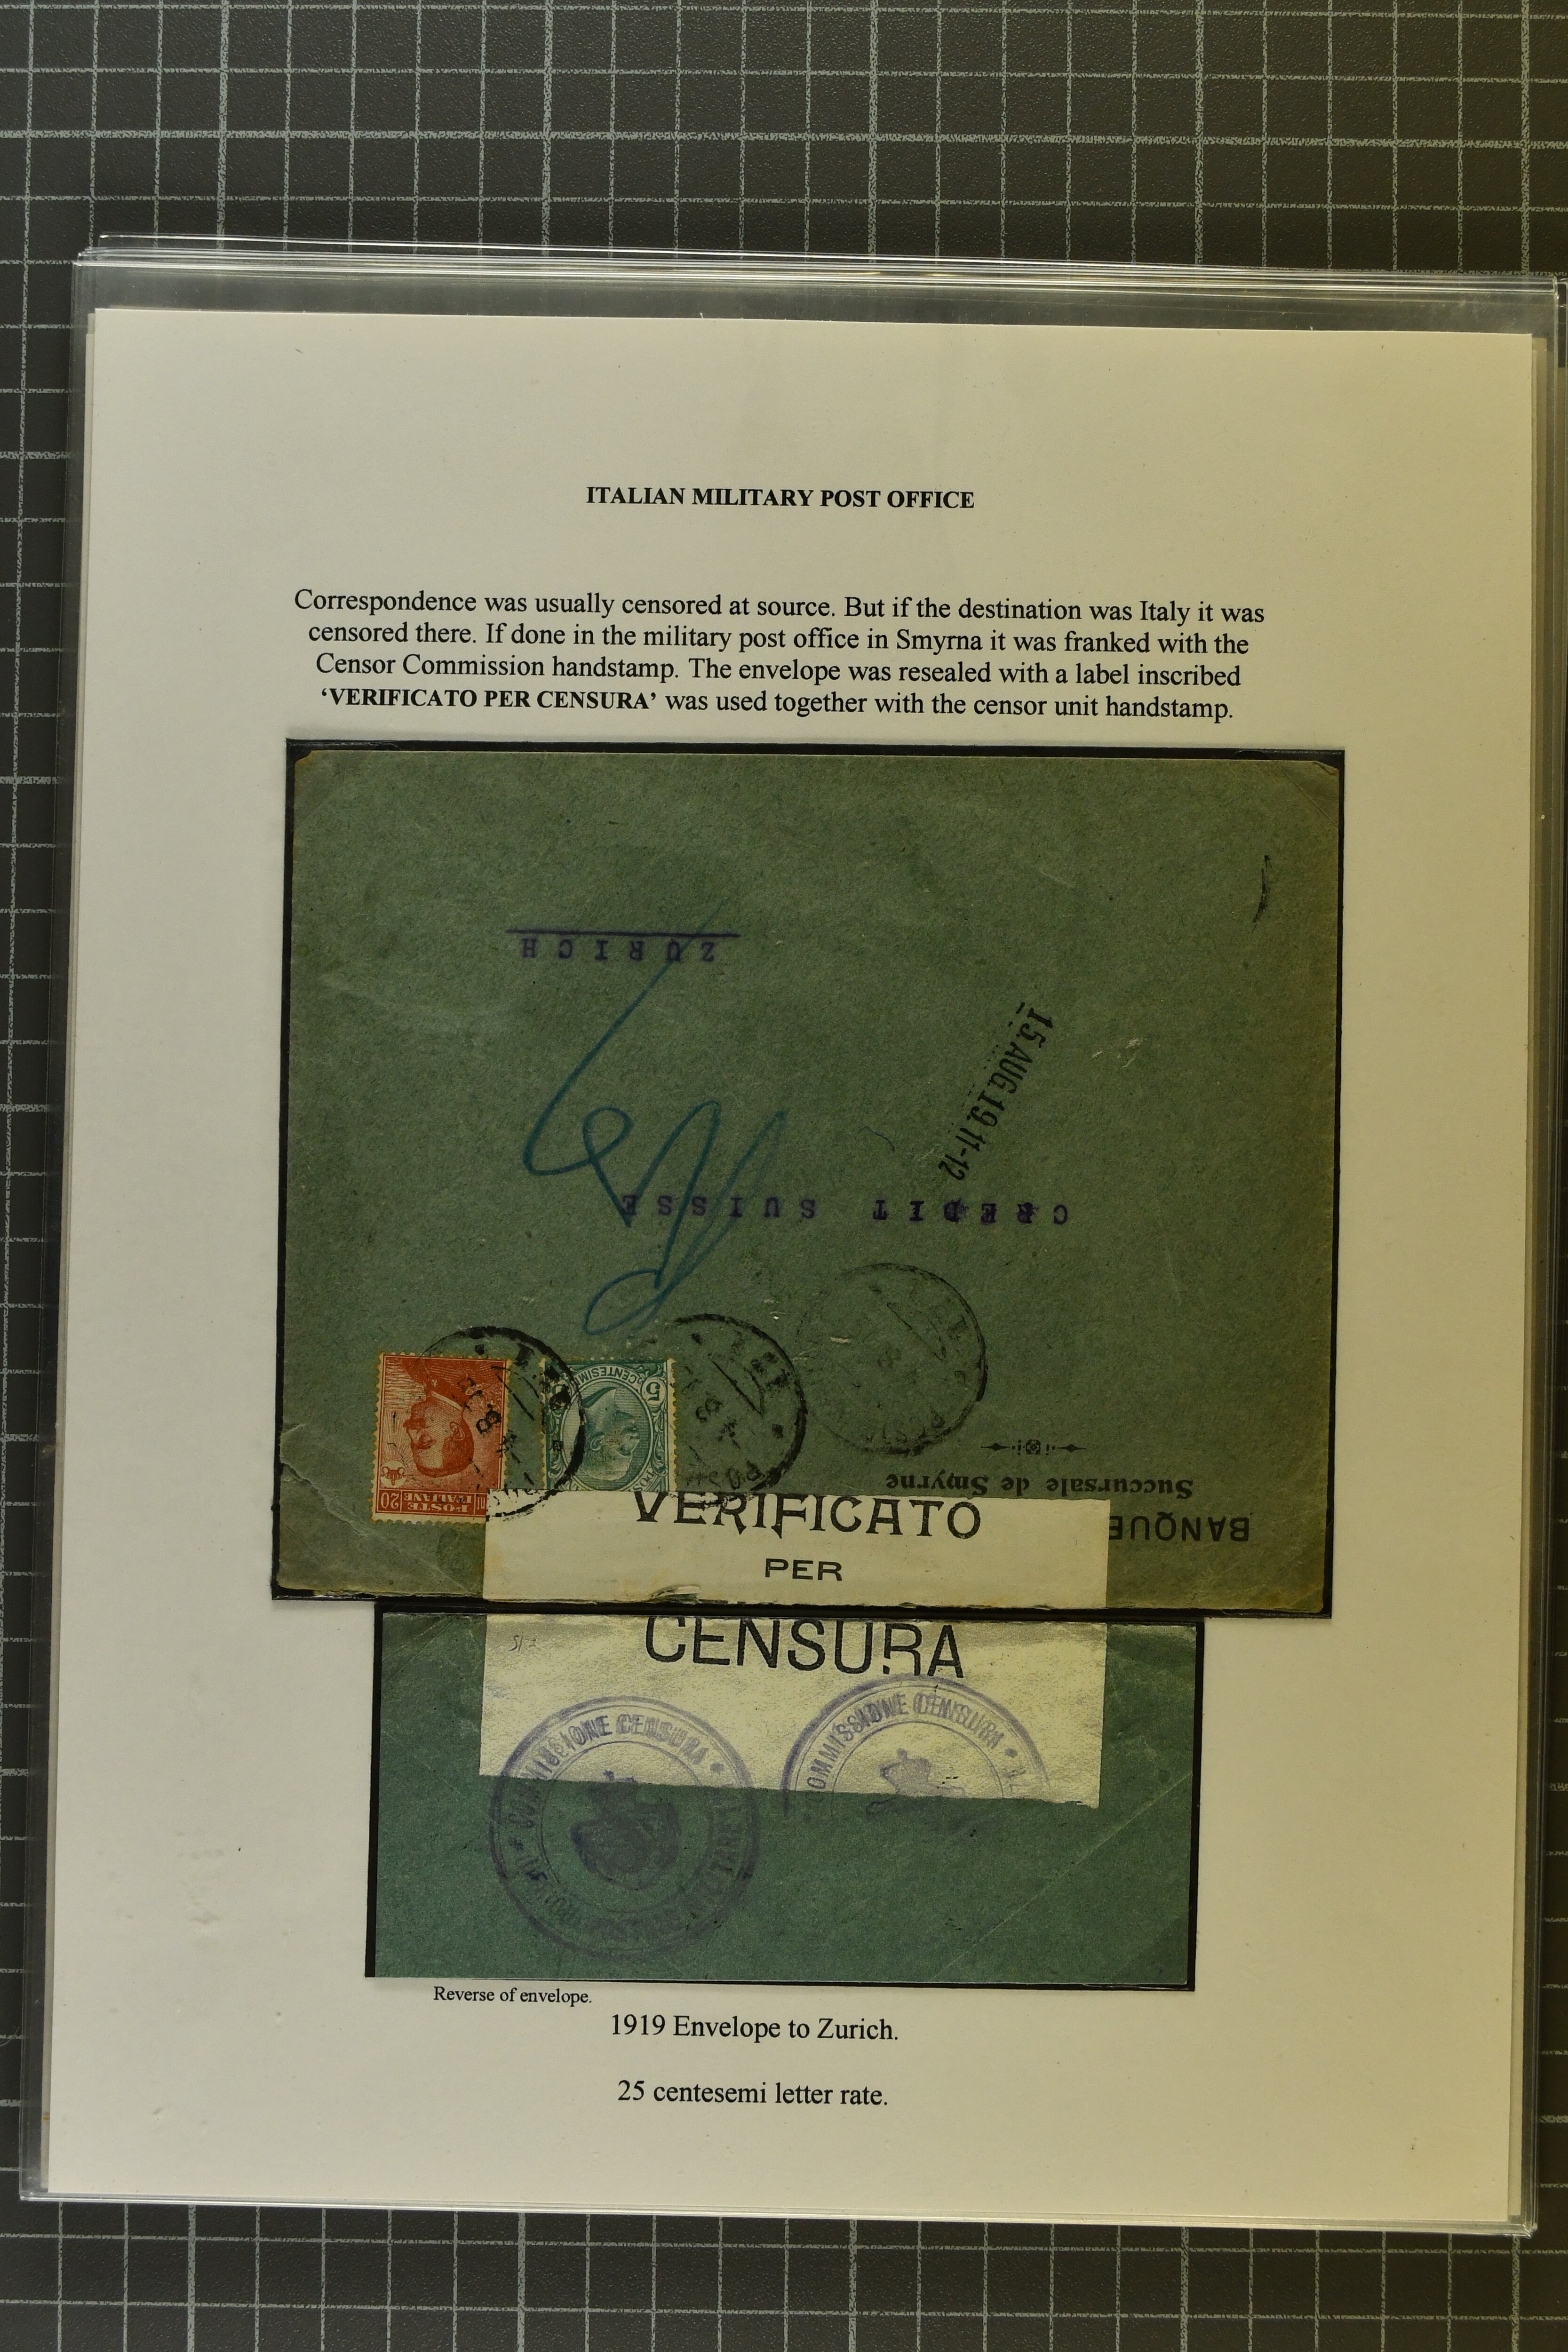 ITALIAN MILITARY POST OFFICE
Correspondence was usually censored at source. But if the destination was Italy it was
censored there. If done in the military post office in Smyrna it was franked with the
Censor Commission handstamp. The envelope was resealed with a label inscribed
‘VERIFICATO PER CENSURA’ was used together with the censor unit handstamp.
ZURICH
15.AUG.19.11-12
CREDIT SUISSE
5
CENTESIMI
POSTE
ITALIANE
20
Succursale de Smyrne
BANQUE
VERIFICATO
PER
CENSURA
COMMISSIONE CENSURA
COMMISSIONE CENSURA
Reverse of envelope.
1919 Envelope to Zurich.
25 centesemi letter rate.